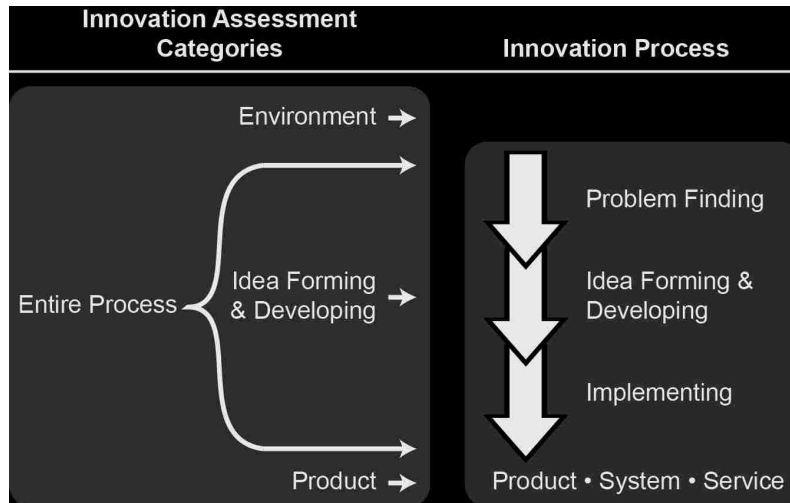 Innovation Assessment
Categories
Innovation Process
Environment
Entire Process
Idea Forming
& Developing
Product
Problem Finding
Idea Forming &
Developing
Implementing
Product • System • Service